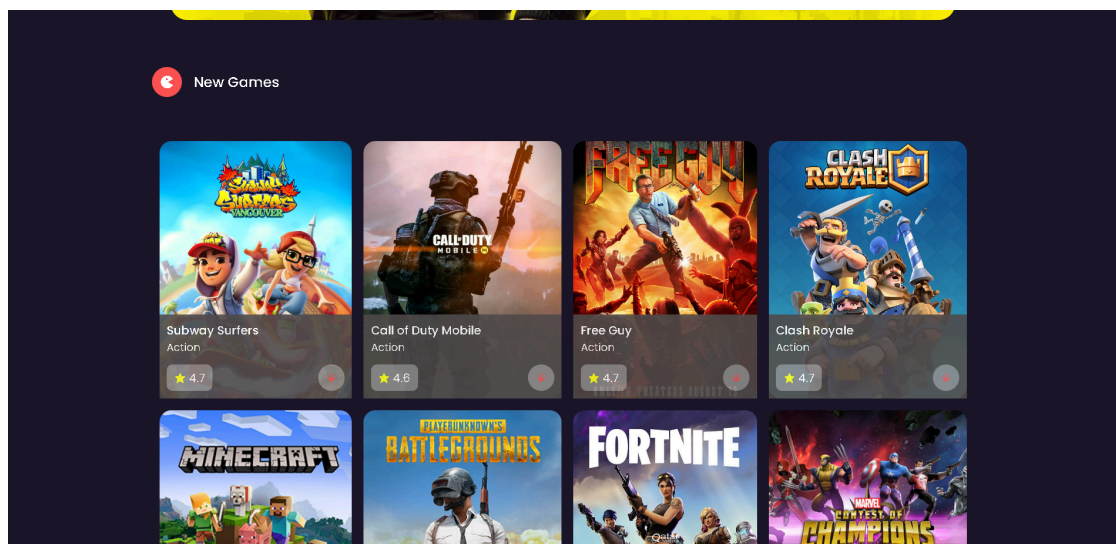 New Games
SUBWAY
SURFERS
VANCOUVER
CALL OF DUTY
MOBILE
FREE GUY
CLASH
ROYALE
Subway Surfers
Action
4.7
Call of Duty Mobile
Action
4.6
Free Guy
Action
4.7
Clash Royale
Action
4.7
MINECRAFT
PLAYERUNKNOWN'S
BATTLEGROUNDS
FORTNITE
MARVEL
CONTEST OF
CHAMPIONS